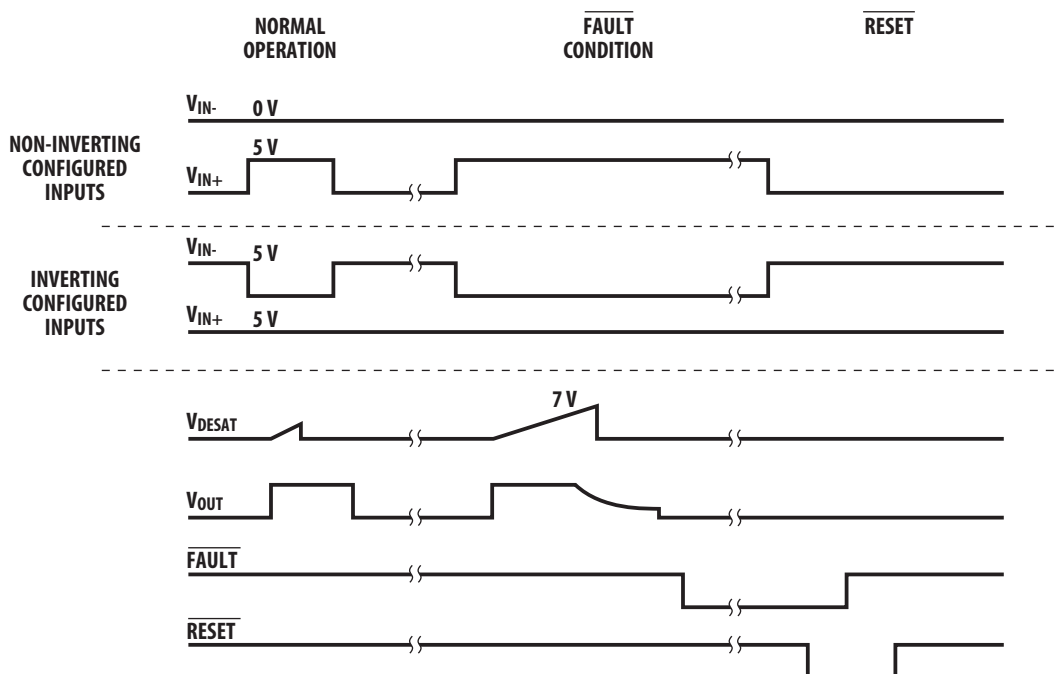 NORMAL
OPERATION
FAULT
CONDITION
RESET
NON-INVERTING
CONFIGURED
INPUTS
VIN- 0 V
5 V
VIN+
INVERTING
CONFIGURED
INPUTS
VIN- 5 V
VIN+ 5 V
7 V
VDESAT
VOUT
FAULT
RESET